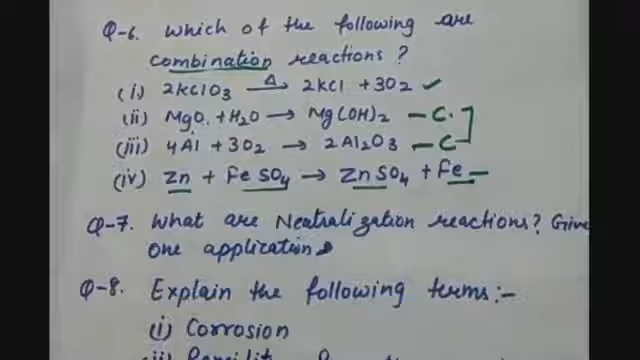 Q-6. Which of the following are
combination reactions?
(i) 2KClO3 —Δ→ 2KCl + 3O2 ✓
(ii) MgO + H2O → Mg(OH)2 — C.
(iii) 4Al + 3O2 → 2Al2O3 — C
(iv) Zn + FeSO4 → ZnSO4 + Fe —
Q-7. What are Neutralization reactions? Give
one application.
Q-8. Explain the following terms:-
(i) Corrosion
(ii)